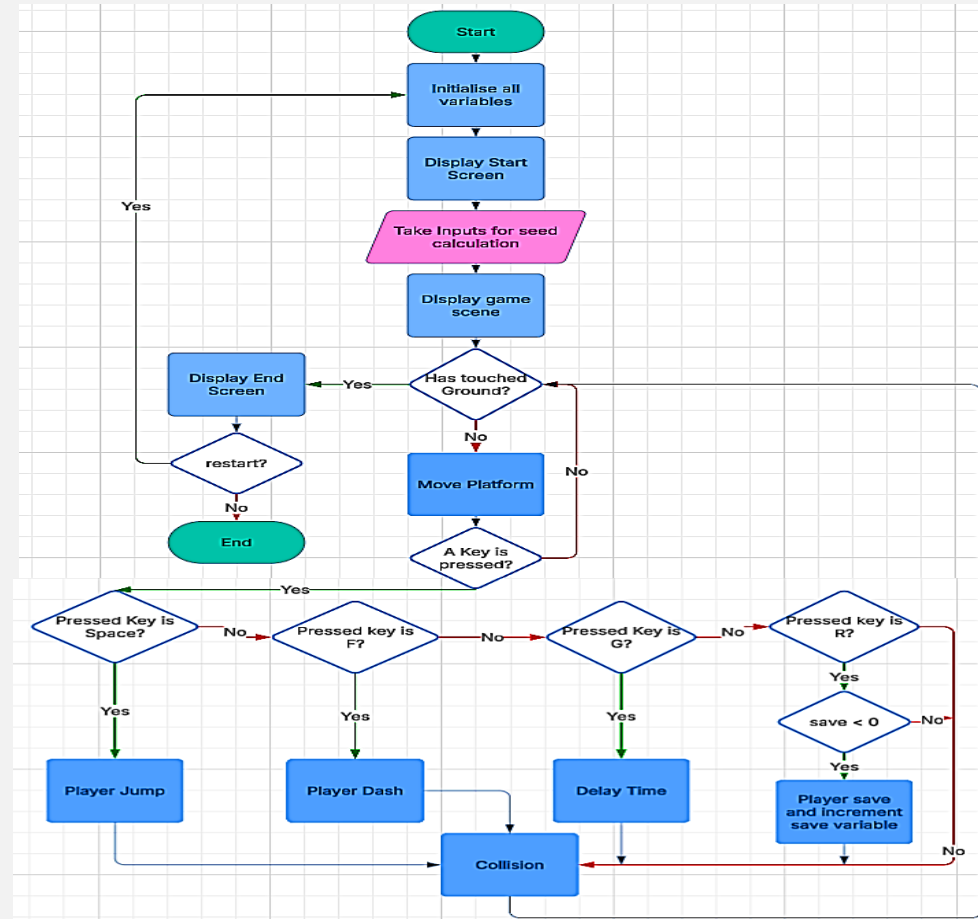 Start
Initialise all
variables
Display Start
Screen
Yes
Take Inputs for seed
calculation
Display game
scene
Display End
Screen
Yes
Has touched
Ground?
No
restart?
Move Platform
No
No
End
A Key is
pressed?
Yes
Pressed Key is
Space?
No
Pressed key is
F?
No
Pressed Key is
G?
No
Pressed key is
R?
Yes
Yes
Yes
Yes
save < 0
No
Yes
Player Jump
Player Dash
Delay Time
Player save
and increment
save variable
Collision
No